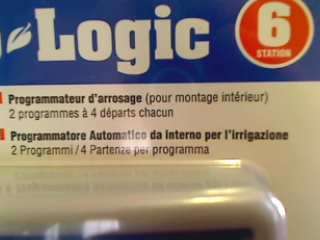 Logic
6
STATION
Programmateur d'arrosage (pour montage intérieur)
2 programmes à 4 départs chacun
Programmatore Automatico da interno per l'irrigazione
2 Programmi / 4 Partenze per programma